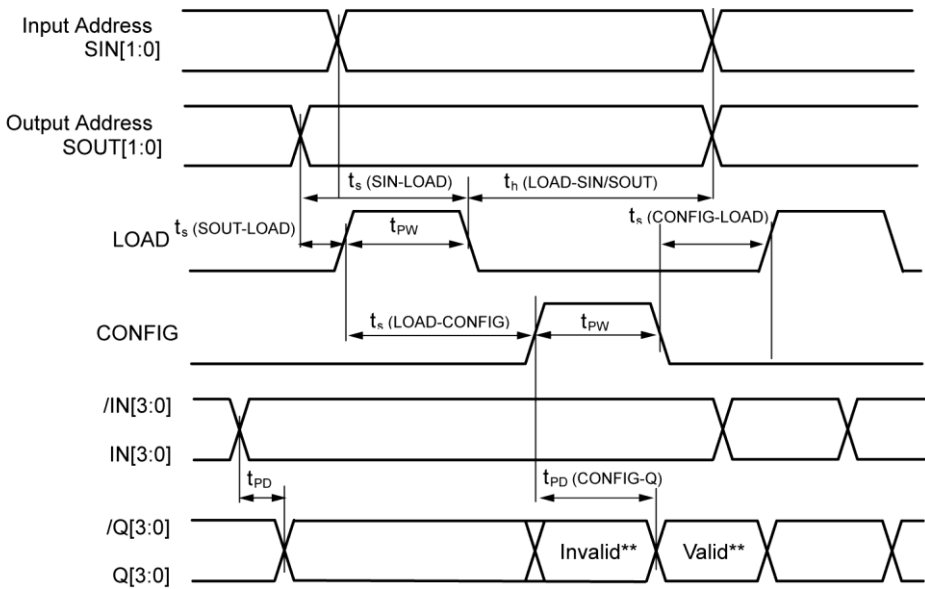 Input Address
SIN[1:0]
Output Address
SOUT[1:0]
ts (SIN-LOAD)
th (LOAD-SIN/SOUT)
ts (SOUT-LOAD)
ts (CONFIG-LOAD)
LOAD
tPW
CONFIG
ts (LOAD-CONFIG)
tPW
/IN[3:0]
IN[3:0]
tPD
tPD (CONFIG-Q)
/Q[3:0]
Invalid**
Valid**
Q[3:0]